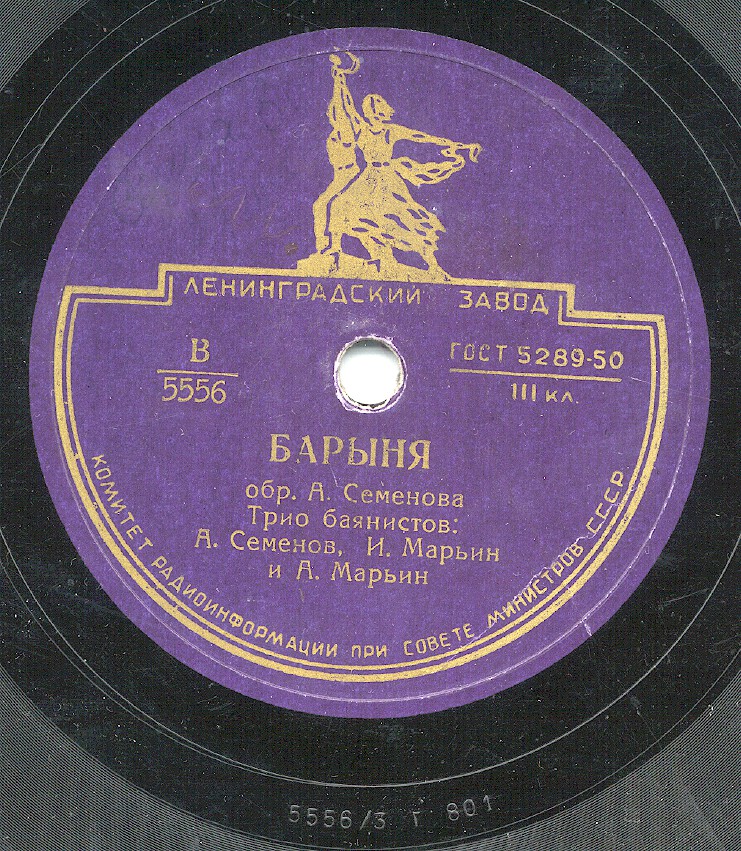 ЛЕНИНГРАДСКИЙ ЗАВОД
В
5556
ГОСТ 5289-50
III КЛ.
БАРЫНЯ
обр. А. Семенова
Трио баянистов:
А. Семенов, И. Марьин
и А. Марьин
КОМИТЕТ РАДИОИНФОРМАЦИИ ПРИ СОВЕТЕ МИНИСТРОВ СССР
5556/3 Г 801